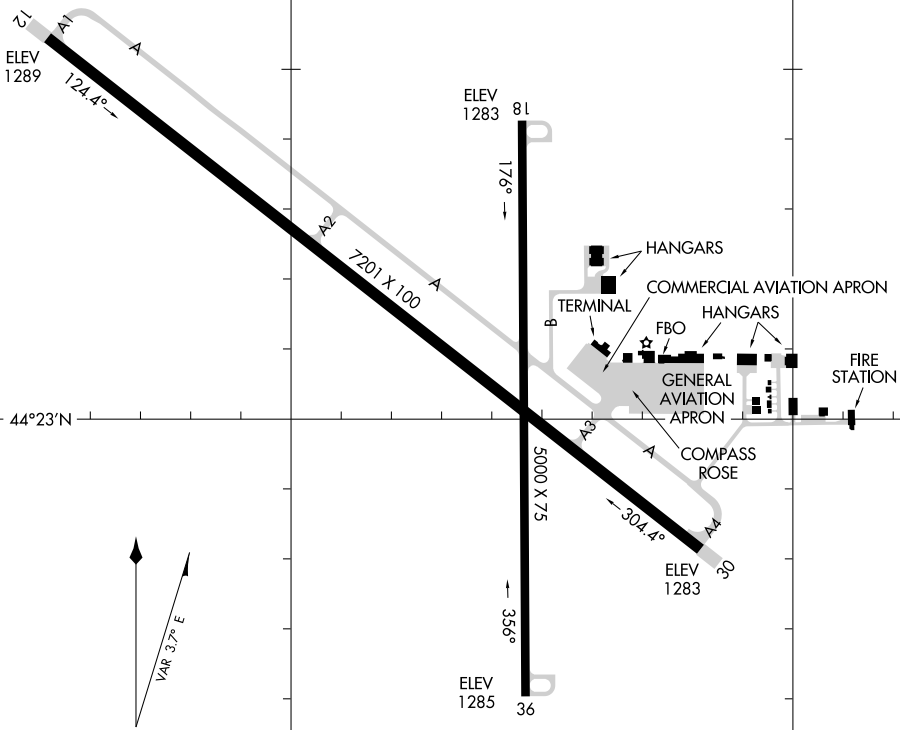 12
A1
A
ELEV
1289
124.4°
ELEV
1283
18
176°
A2
7201 X 100
A
HANGARS
COMMERCIAL AVIATION APRON
TERMINAL
HANGARS
B
FBO
FIRE
STATION
GENERAL
AVIATION
APRON
44°23'N
A3
A
COMPASS
ROSE
5000 X 75
304.4°
A4
30
ELEV
1283
VAR 3.7° E
356°
ELEV
1285
36